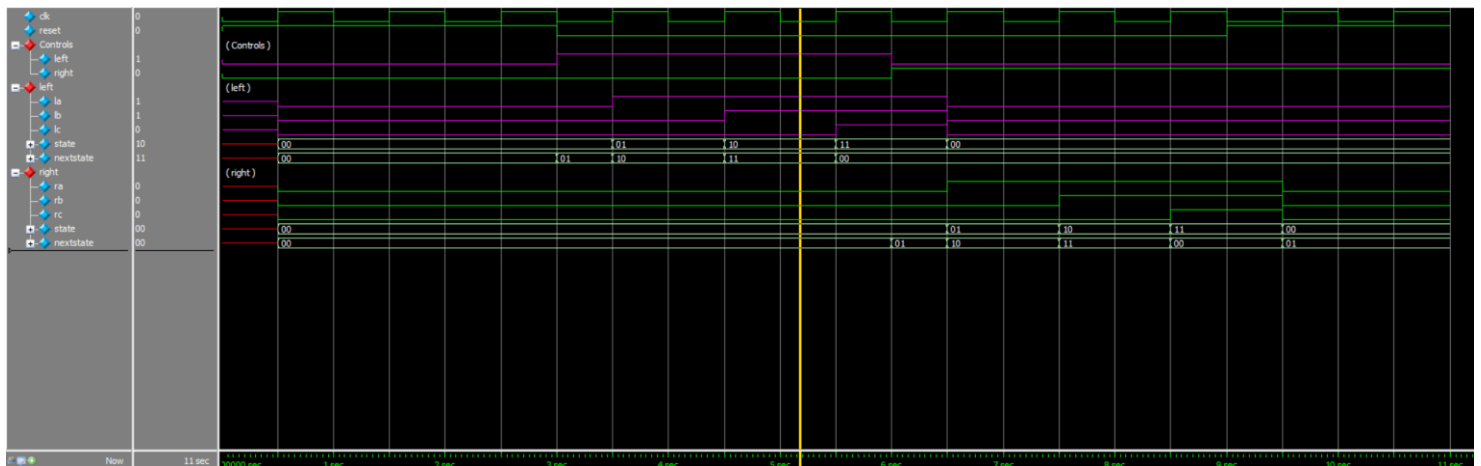 clk 0
reset 0
Controls (Controls)
left 1
right 0
left (left)
la 1
lb 1
lc 0
state 10 00 01 10 11 00
nextstate 11 00 01 10 11 00
right (right)
ra 0
rb 0
rc 0
state 00 00 01 10 11 00
nextstate 00 00 01 10 11 00 01
Now 11 sec 1 sec 2 sec 3 sec 4 sec 5 sec 6 sec 7 sec 8 sec 9 sec 10 sec 11 sec